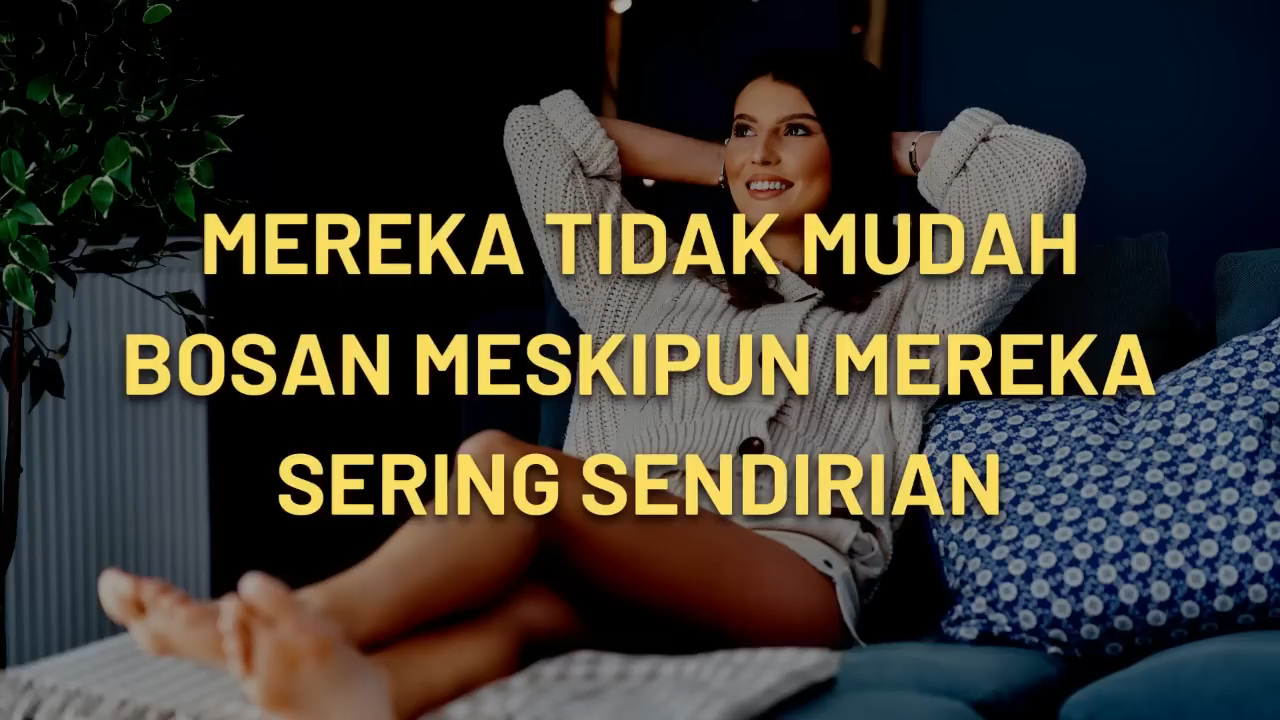 MEREKA TIDAK MUDAH
BOSAN MESKIPUN MEREKA
SERING SENDIRIAN